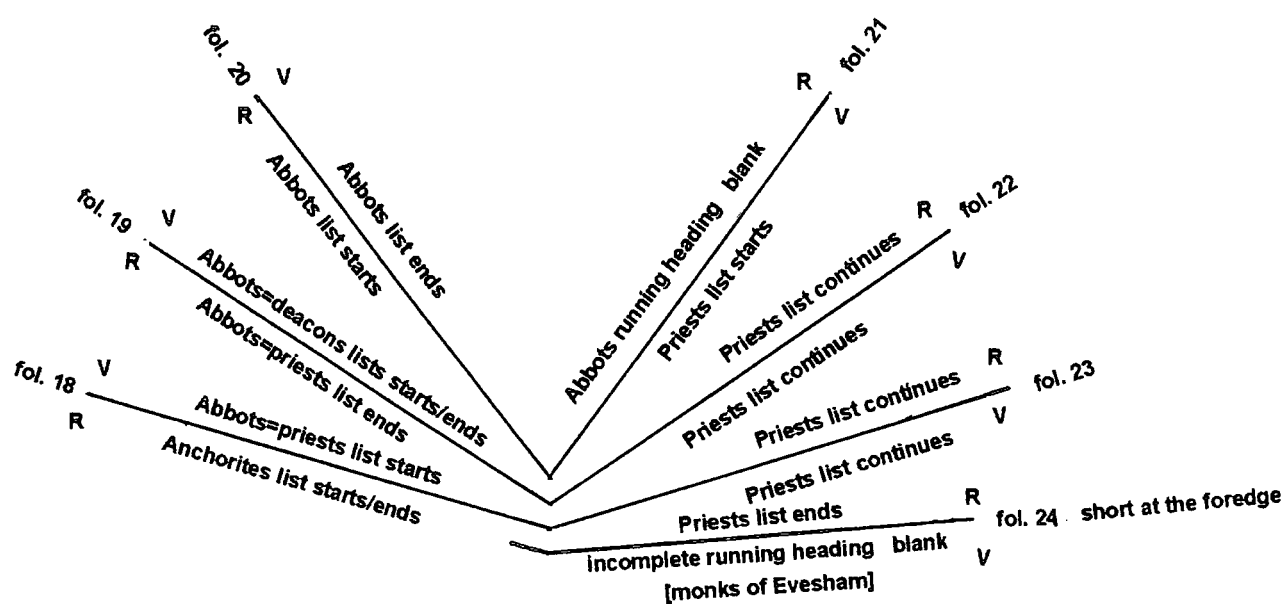 fol. 20
V
R
Abbots list starts
Abbots list ends
fol. 21
R
V
Abbots running heading blank
Priests list starts
fol. 19
V
R
Abbots=deacons lists starts/ends
Abbots=priests list ends
fol. 22
R
V
Priests list continues
Priests list continues
fol. 18
V
R
Abbots=priests list starts
Anchorites list starts/ends
fol. 23
R
V
Priests list continues
Priests list continues
fol. 24 short at the foredge
R
V
Priests list ends
incomplete running heading blank
[monks of Evesham]